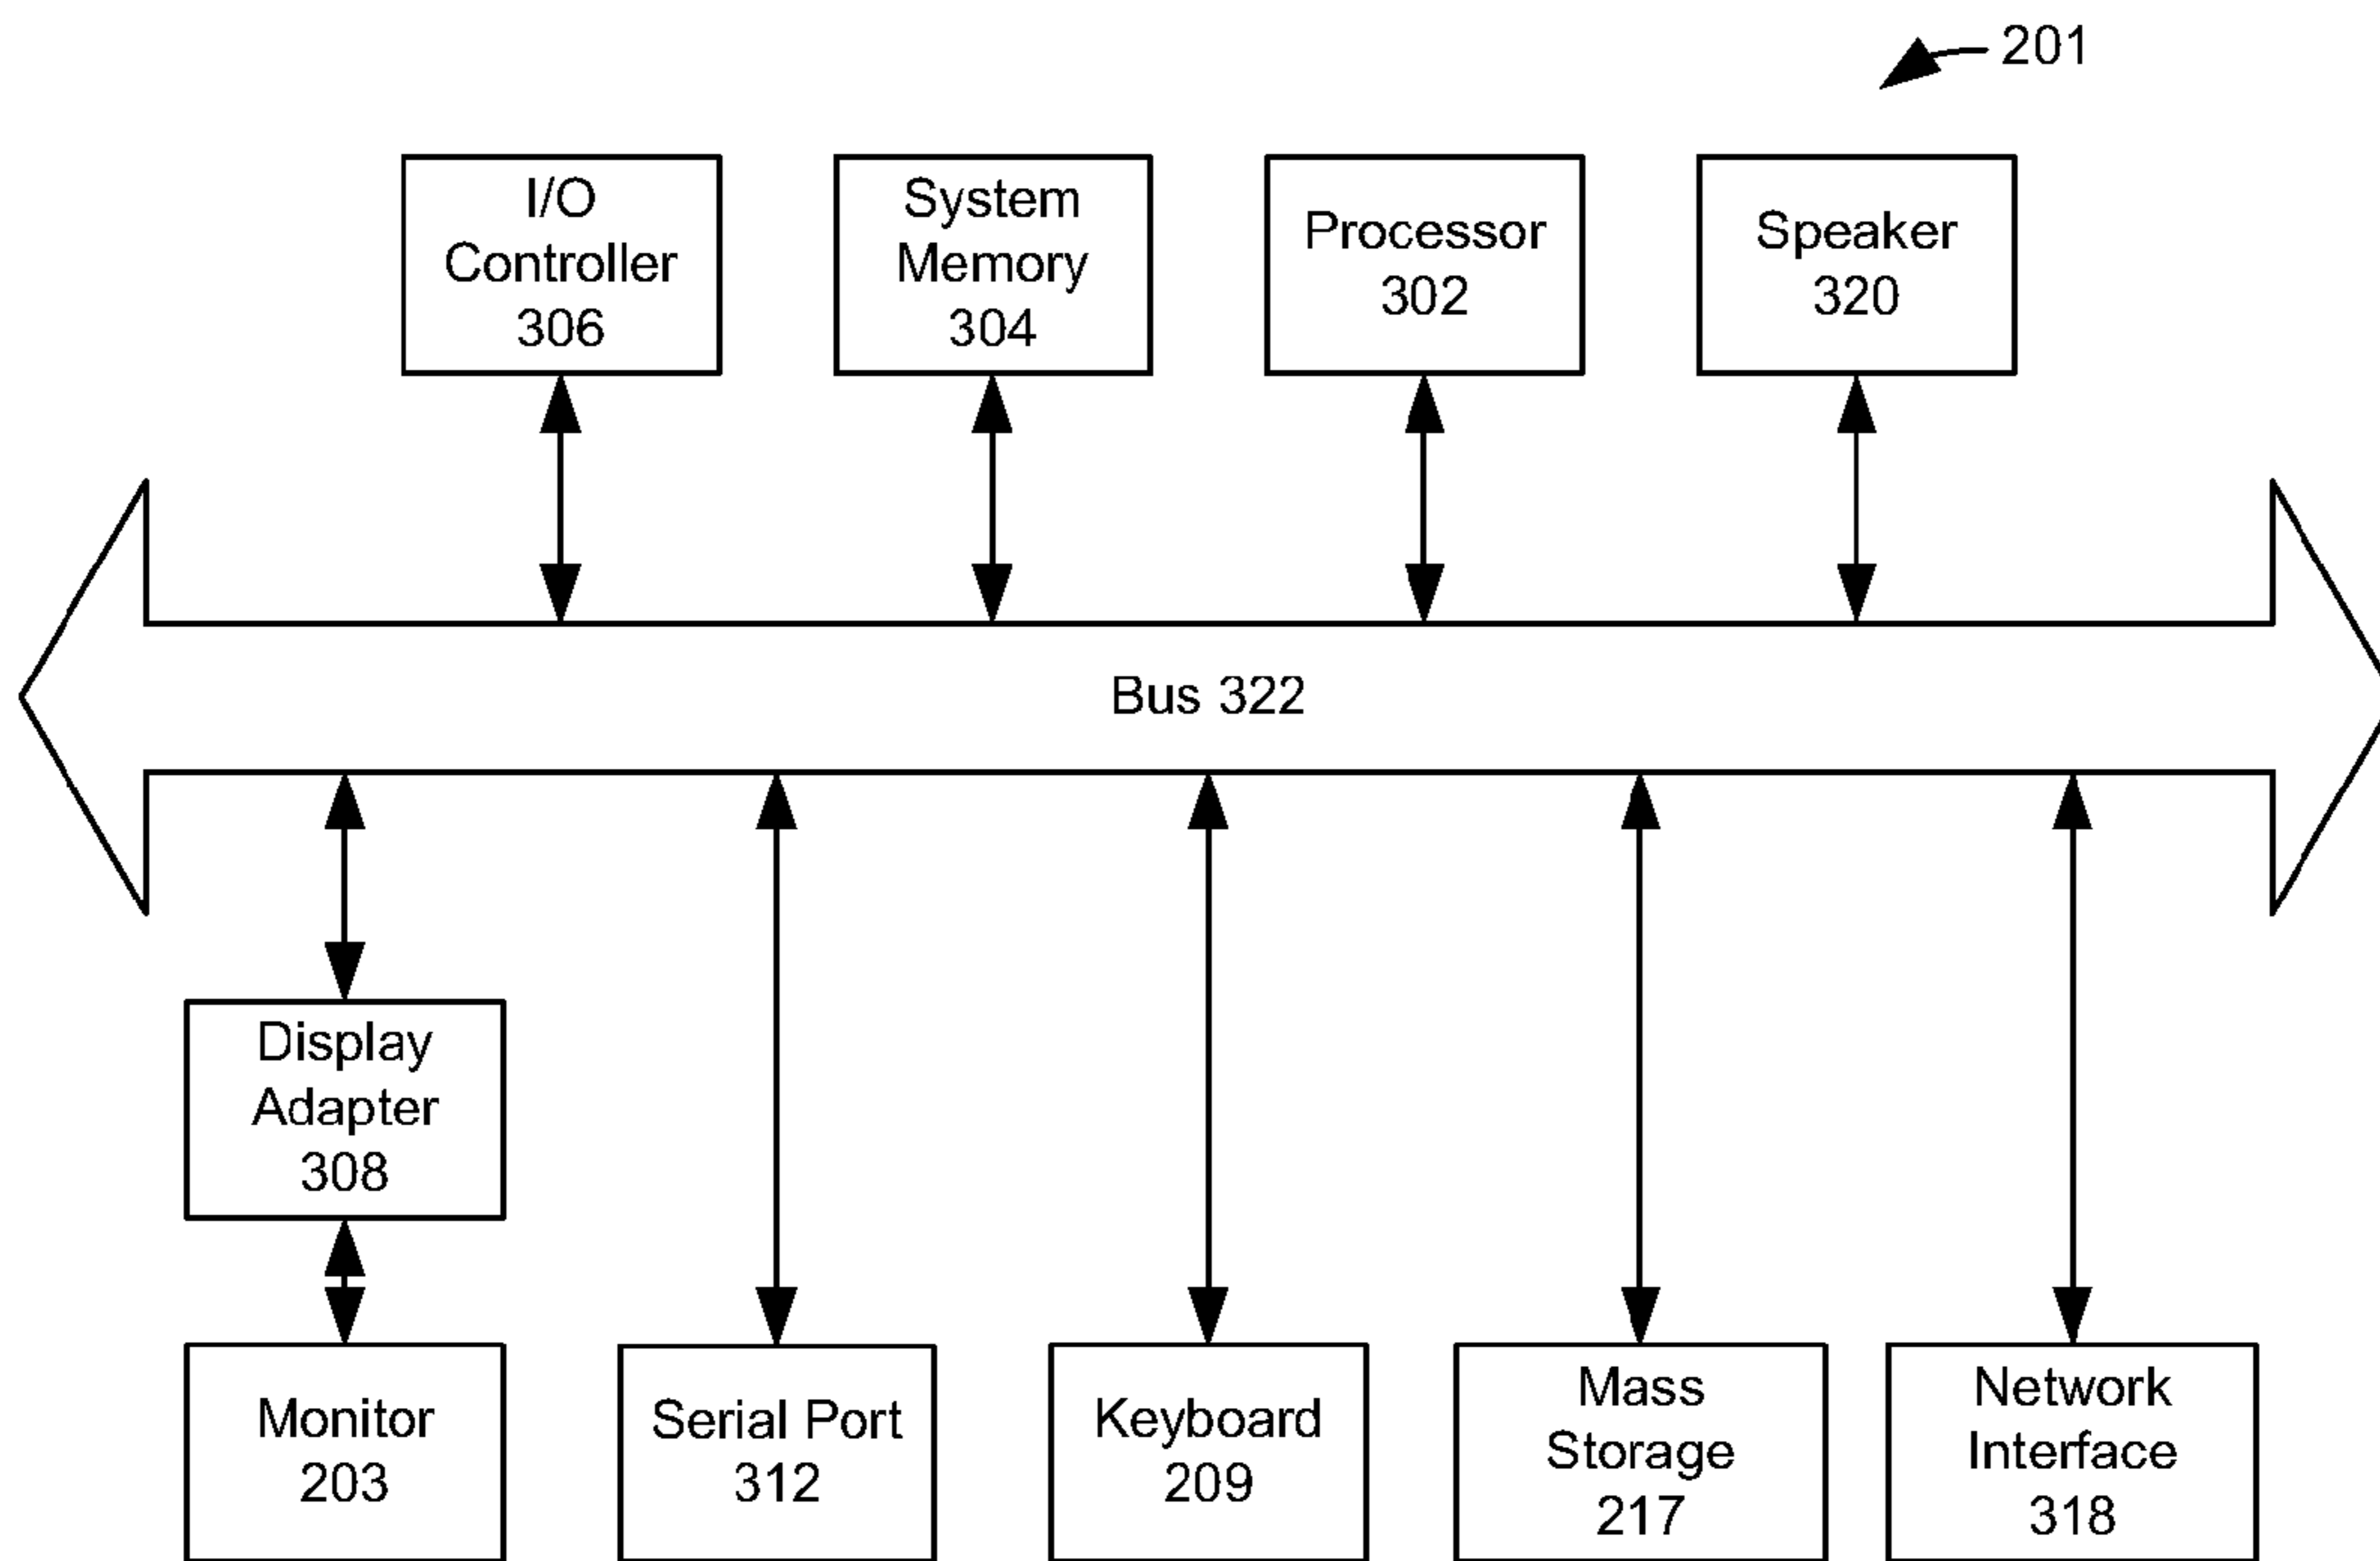 201
I/O
Controller
306
System
Memory
304
Processor
302
Speaker
320
Bus 322
Display
Adapter
308
Monitor
203
Serial Port
312
Keyboard
209
Mass
Storage
217
Network
Interface
318